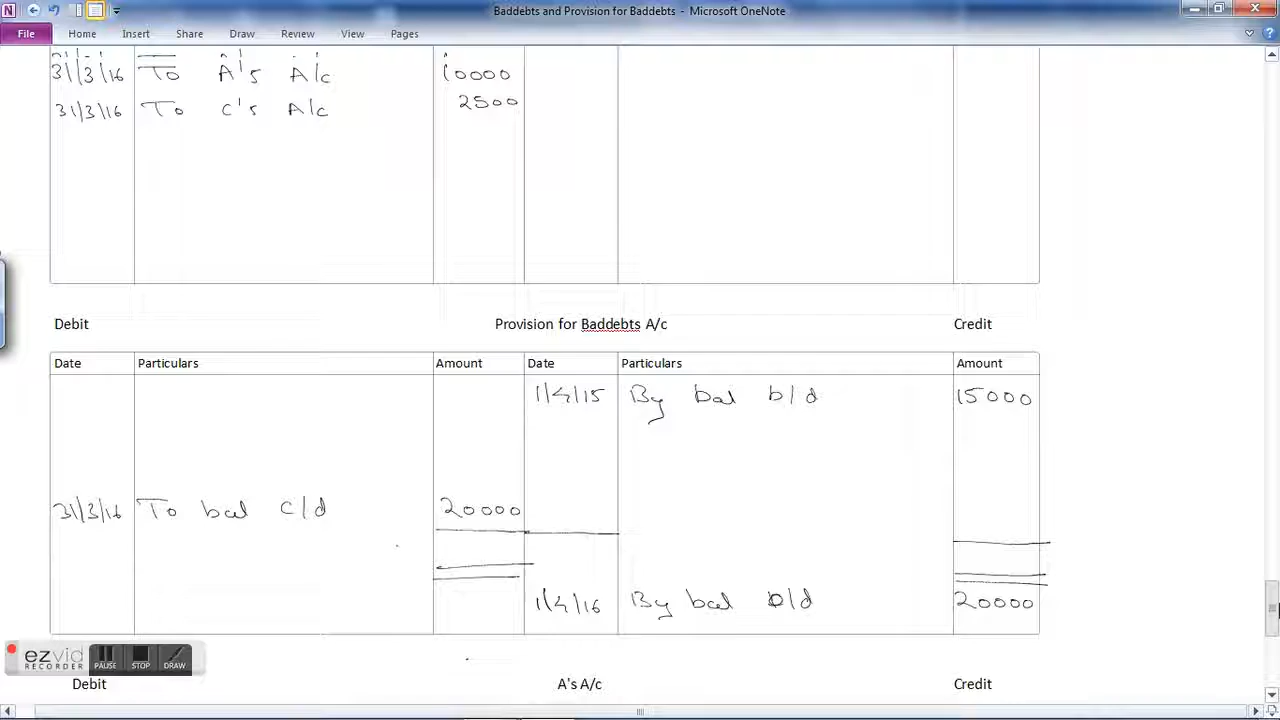 Baddebts and Provision for Baddebts - Microsoft OneNote
File Home Insert Share Draw Review View Pages
31/3/16 To A's A/c 10000
31/3/16 To C's A/c 2500
Debit Provision for Baddebts A/c Credit
Date Particulars Amount Date Particulars Amount
1/4/15 By bal b/d 15000
31/3/16 To bal c/d 20000
1/4/16 By bal b/d 20000
ezvid
RECORDER
PAUSE STOP DRAW
Debit A's A/c Credit